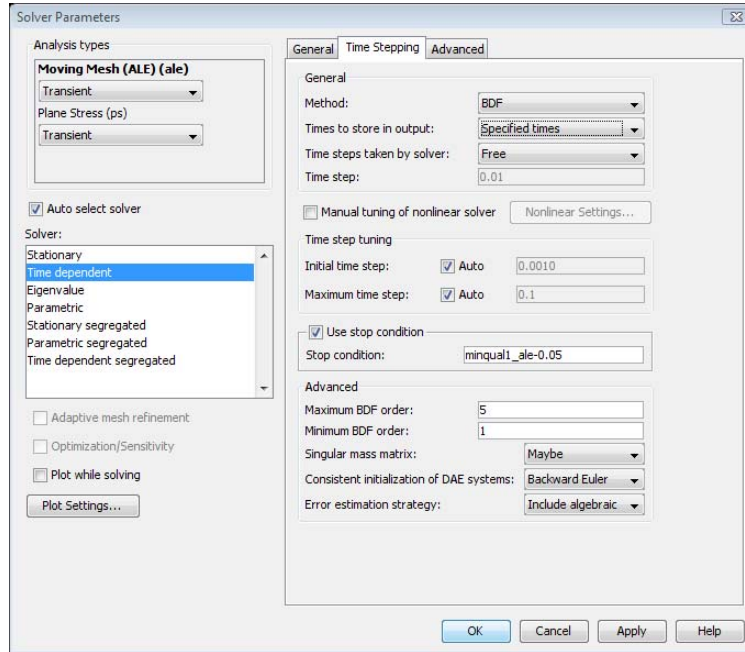 Solver Parameters
Analysis types
Moving Mesh (ALE) (ale)
Transient
Plane Stress (ps)
Transient
Auto select solver
Solver:
Stationary
Time dependent
Eigenvalue
Parametric
Stationary segregated
Parametric segregated
Time dependent segregated
Adaptive mesh refinement
Optimization/Sensitivity
Plot while solving
Plot Settings...
General Time Stepping Advanced
General
Method: BDF
Times to store in output: Specified times
Time steps taken by solver: Free
Time step: 0.01
Manual tuning of nonlinear solver Nonlinear Settings...
Time step tuning
Initial time step: Auto 0.0010
Maximum time step: Auto 0.1
Use stop condition
Stop condition: minqual1_ale-0.05
Advanced
Maximum BDF order: 5
Minimum BDF order: 1
Singular mass matrix: Maybe
Consistent initialization of DAE systems: Backward Euler
Error estimation strategy: Include algebraic
OK Cancel Apply Help